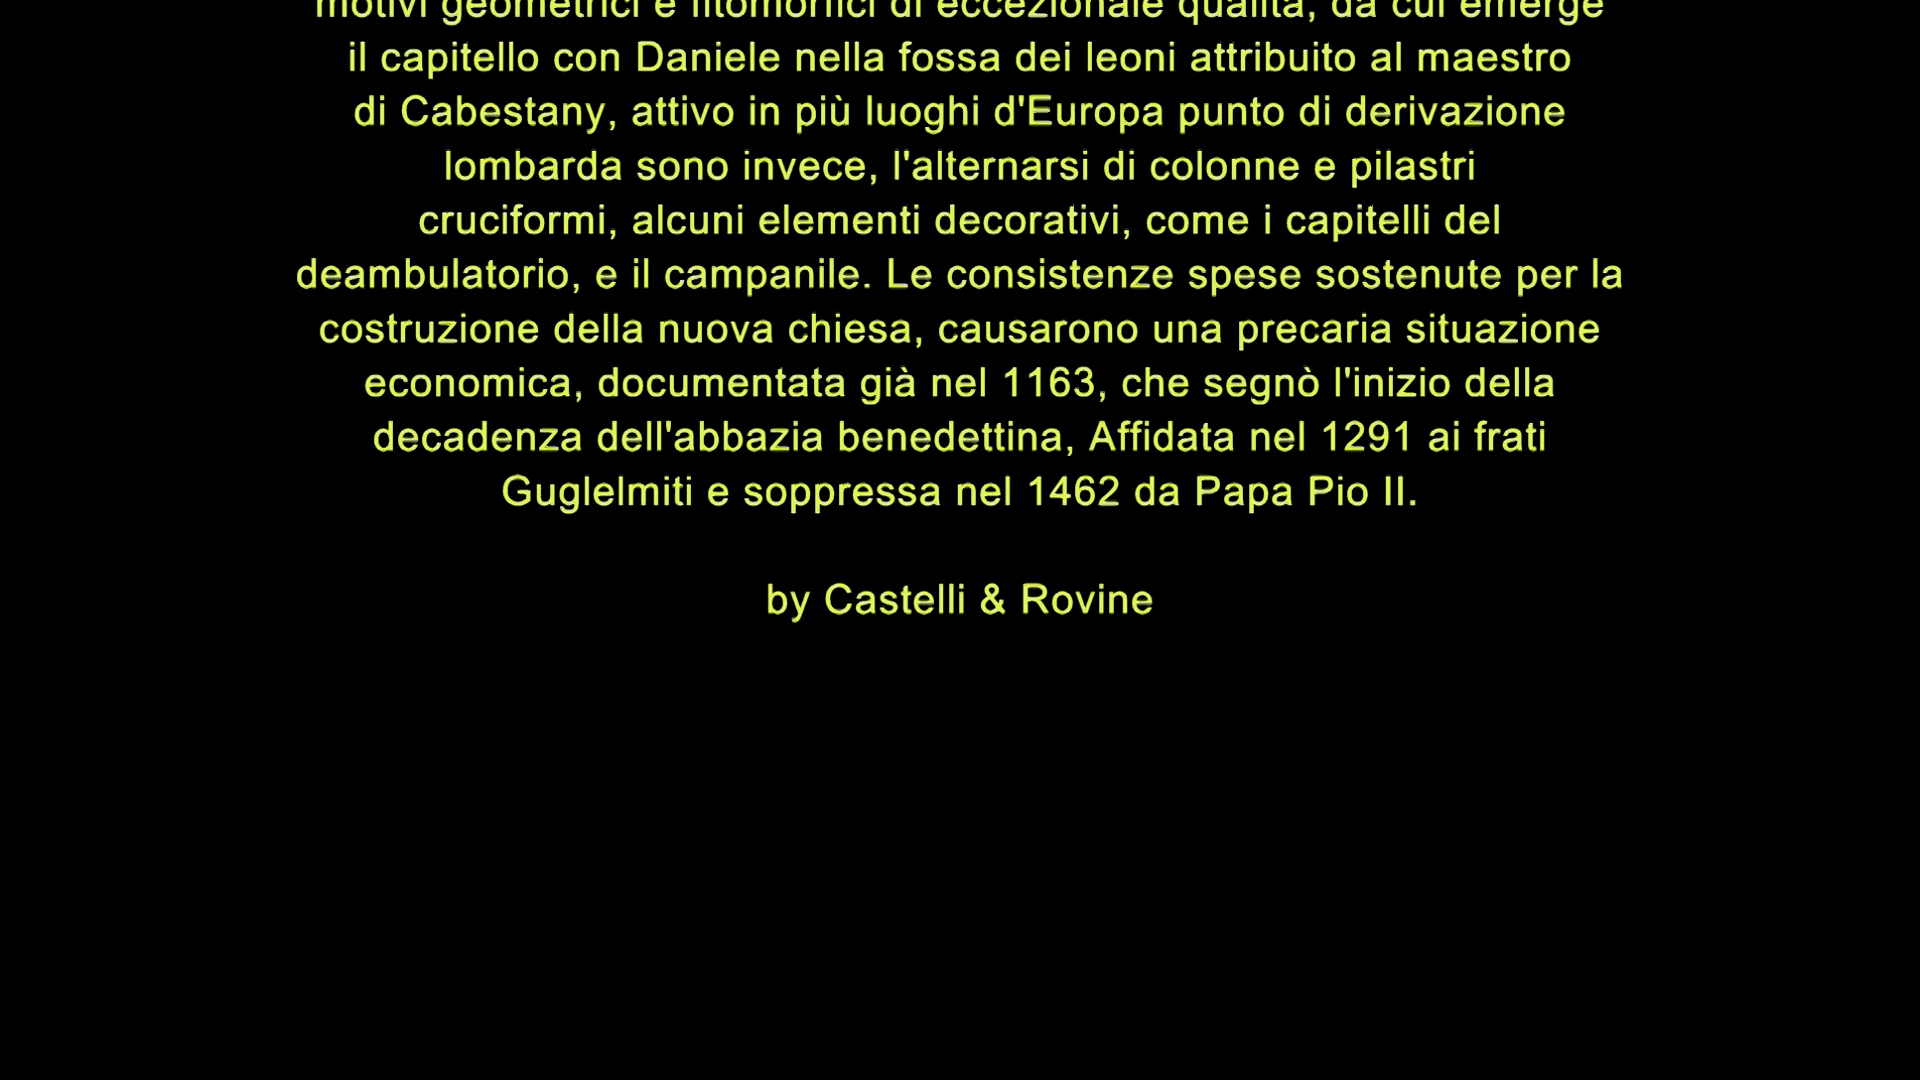 motivi geometrici e fitomorfici di eccezionale qualità, da cui emerge
il capitello con Daniele nella fossa dei leoni attribuito al maestro
di Cabestany, attivo in più luoghi d'Europa punto di derivazione
lombarda sono invece, l'alternarsi di colonne e pilastri
cruciformi, alcuni elementi decorativi, come i capitelli del
deambulatorio, e il campanile. Le consistenze spese sostenute per la
costruzione della nuova chiesa, causarono una precaria situazione
economica, documentata già nel 1163, che segnò l'inizio della
decadenza dell'abbazia benedettina, Affidata nel 1291 ai frati
Guglelmiti e soppressa nel 1462 da Papa Pio II.
by Castelli & Rovine